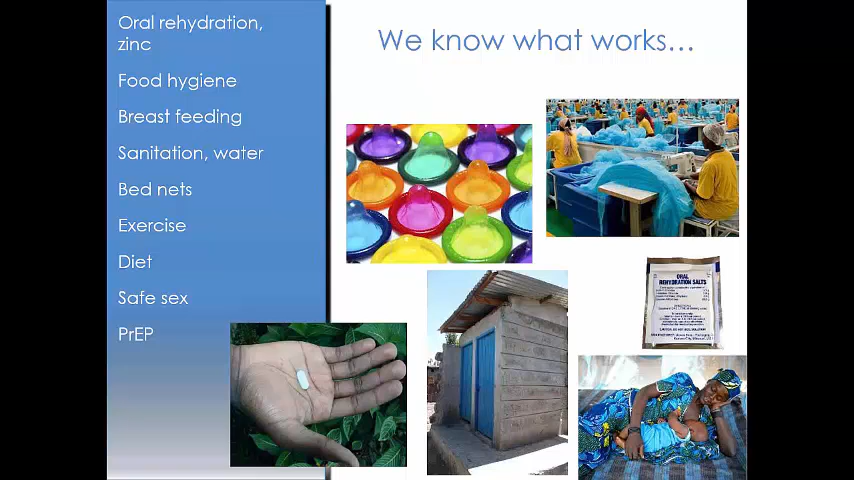 Oral rehydration,
zinc
Food hygiene
Breast feeding
Sanitation, water
Bed nets
Exercise
Diet
Safe sex
PrEP
We know what works…
ORAL
REHYDRATION SALTS